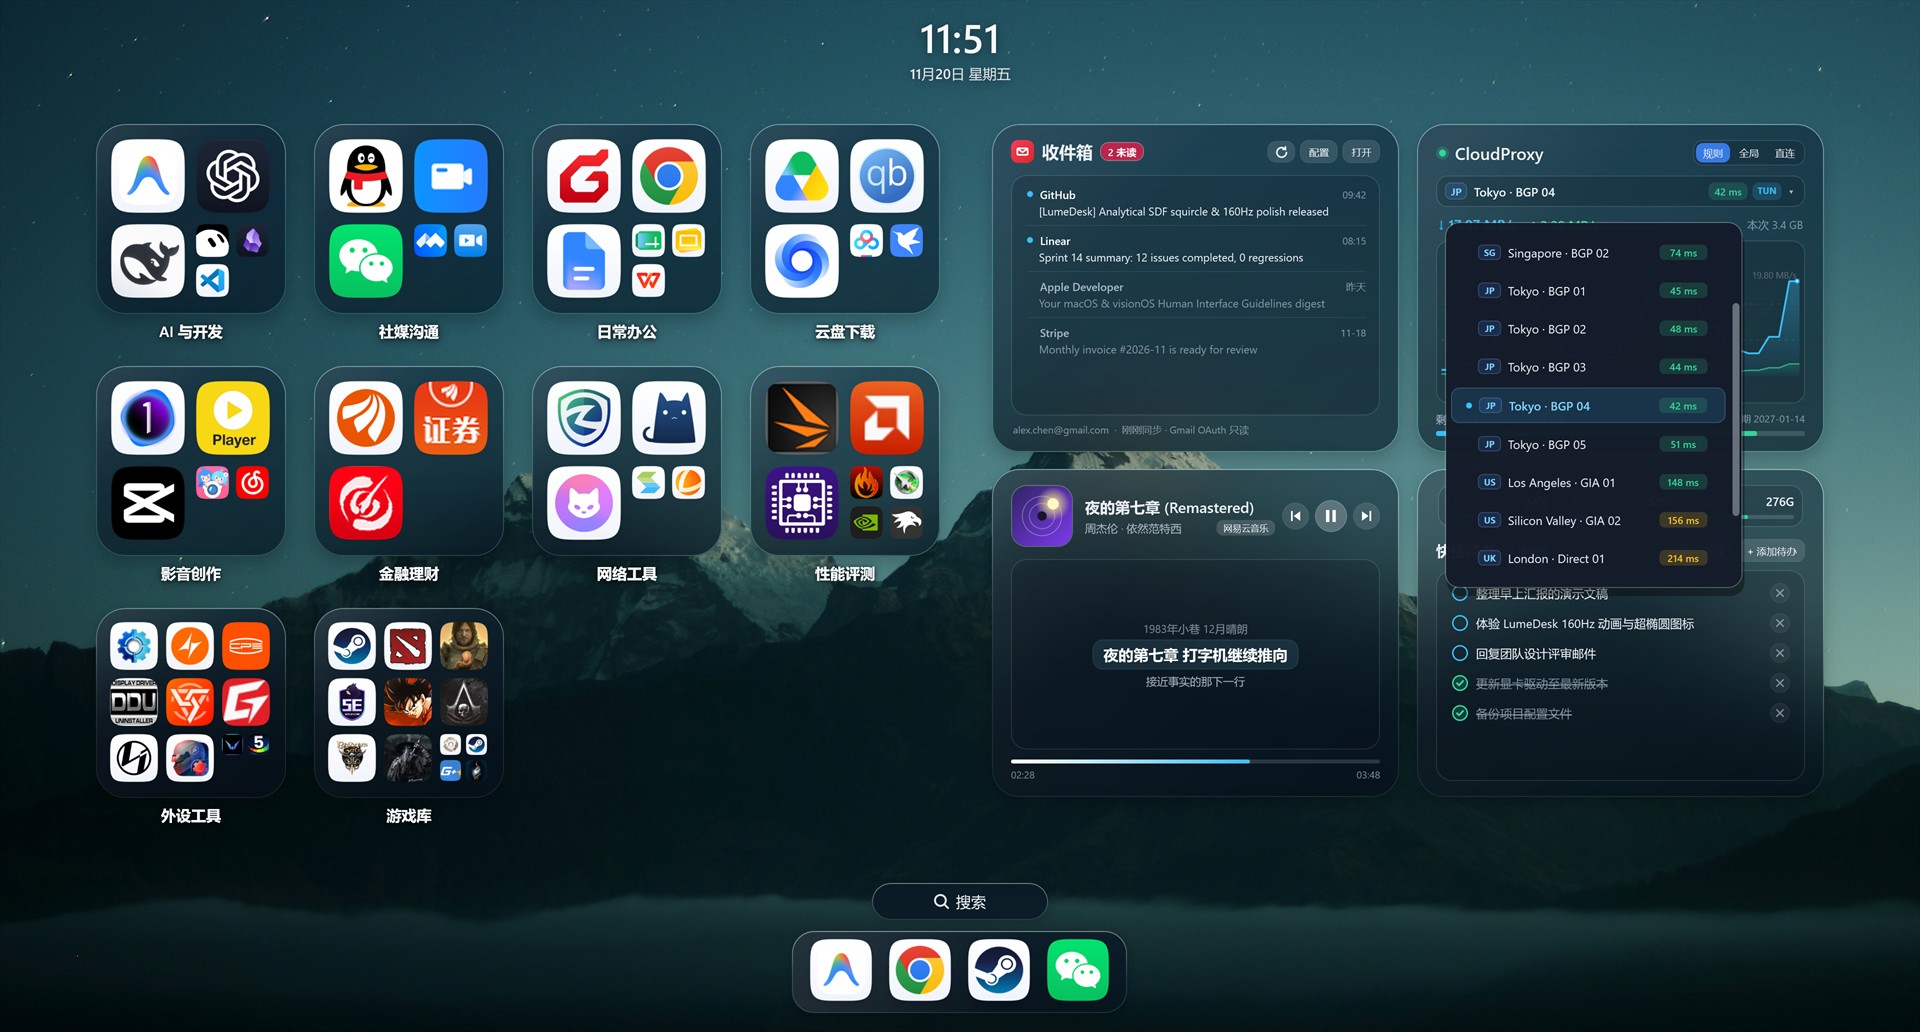 11:51
11月20日 星期五
AI 与开发
社媒沟通
日常办公
云盘下载
qb
Player
证券
影音创作
金融理财
网络工具
性能评测
DISPLAY DRIVER
DDU
UNINSTALLER
SE
5
G++
外设工具
游戏库
收件箱
2 未读
配置
打开
GitHub
09:42
[LumeDesk] Analytical SDF squircle & 160Hz polish released
Linear
08:15
Sprint 14 summary: 12 issues completed, 0 regressions
Apple Developer
昨天
Your macOS & visionOS Human Interface Guidelines digest
Stripe
11-18
Monthly invoice #2026-11 is ready for review
alex.chen@gmail.com · 刚刚同步 · Gmail OAuth 只读
CloudProxy
规则
全局
直连
JP Tokyo · BGP 04
42 ms
TUN
本次 3.4 GB
19.80 MB/s
SG Singapore · BGP 02 74 ms
JP Tokyo · BGP 01 45 ms
JP Tokyo · BGP 02 48 ms
JP Tokyo · BGP 03 44 ms
JP Tokyo · BGP 04 42 ms
JP Tokyo · BGP 05 51 ms
US Los Angeles · GIA 01 148 ms
US Silicon Valley · GIA 02 156 ms
UK London · Direct 01 214 ms
期 2027-01-14
夜的第七章 (Remastered)
周杰伦 · 依然范特西
网易云音乐
1983年小巷 12月晴朗
夜的第七章 打字机继续推向
接近事实的那下一行
02:28
03:48
276G
快
+ 添加待办
整理早上汇报的演示文稿
体验 LumeDesk 160Hz 动画与超椭圆图标
回复团队设计评审邮件
更新显卡驱动至最新版本
备份项目配置文件
搜索